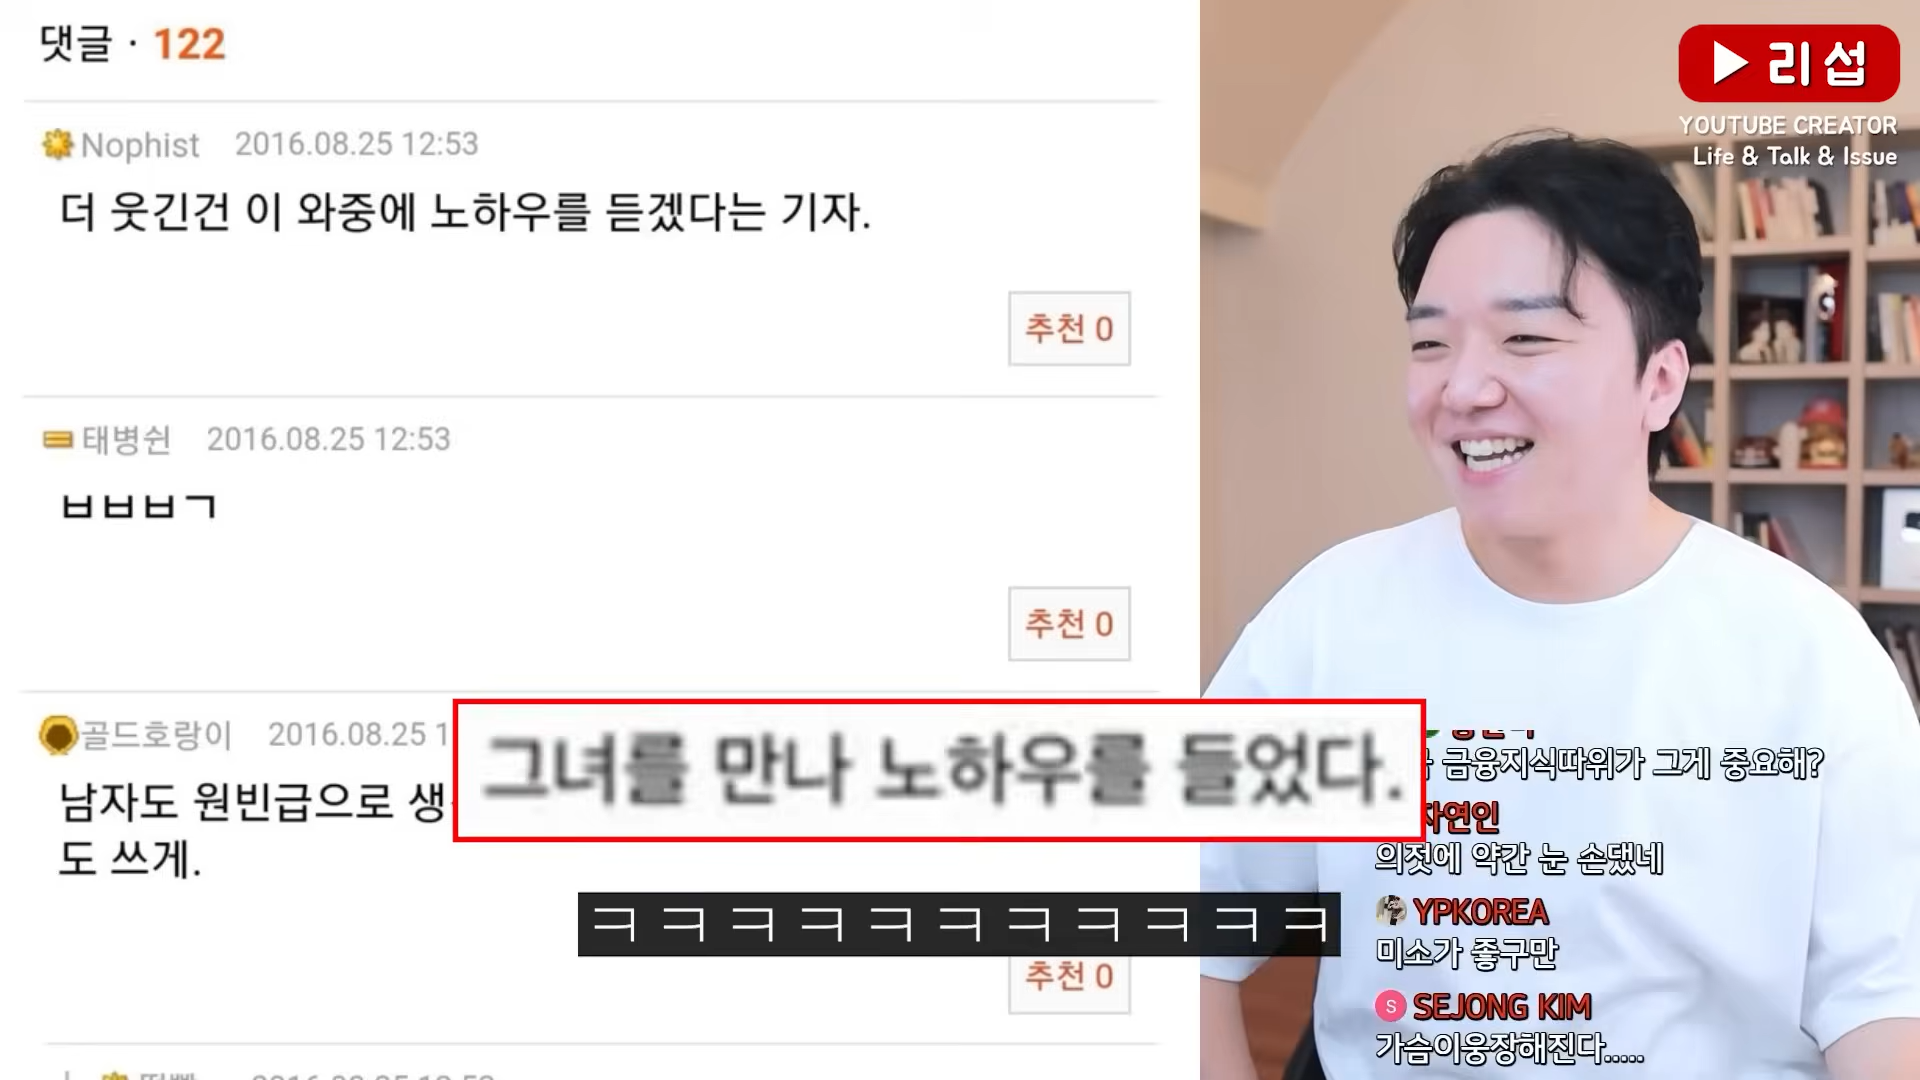 댓글 · 122
Nophist 2016.08.25 12:53
더 웃긴건 이 와중에 노하우를 듣겠다는 기자.
추천 0
태병쉰 2016.08.25 12:53
ㅂㅂㅂㄱ
추천 0
골드호랑이 2016.08.25 1
남자도 원빈급으로 생
도 쓰게.
추천 0
그녀를 만나 노하우를 들었다.
ㅋㅋㅋㅋㅋㅋㅋㅋㅋㅋㅋ
리섭
YOUTUBE CREATOR
Life & Talk & Issue
금융지식따위가 그게 중요해?
자연인
의젓에 약간 눈 손댔네
YPKOREA
미소가 좋구만
S SEJONG KIM
가슴이웅장해진다.....